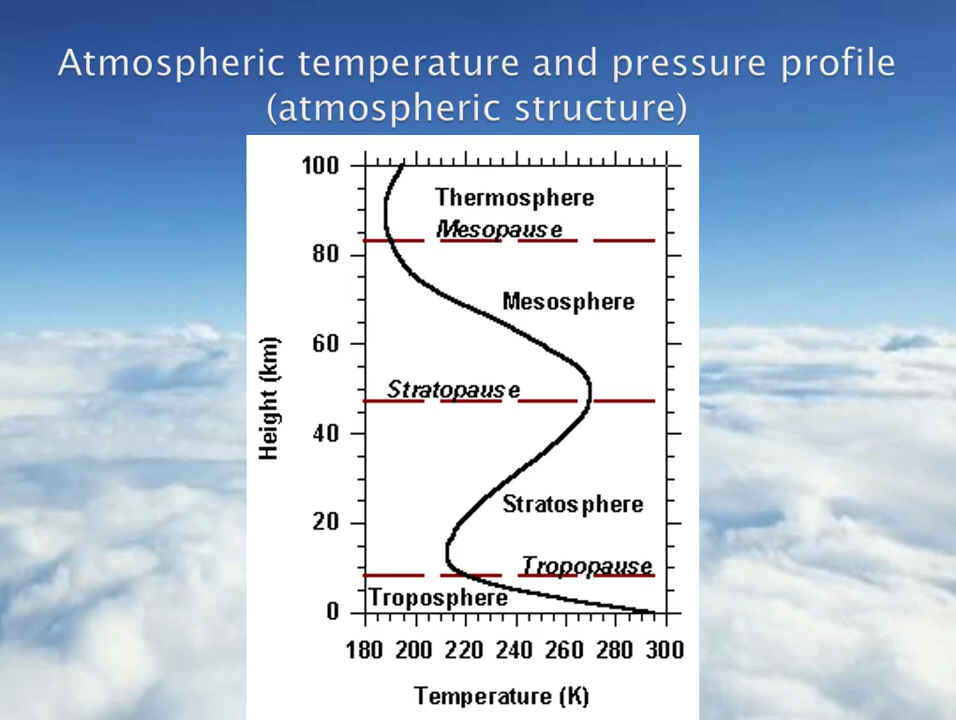 Atmospheric temperature and pressure profile
(atmospheric structure)
100
Thermosphere
Mesopause
80
Mesosphere
60
Height (km)
Stratopause
40
Stratosphere
20
Tropopause
Troposphere
0
180 200 220 240 260 280 300
Temperature (K)